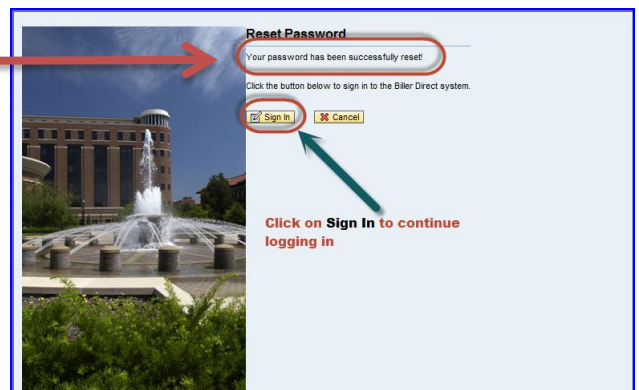 Reset Password
Your password has been successfully reset!
Click the button below to sign in to the Biller Direct system.
Sign In Cancel
Click on Sign In to continue
logging in